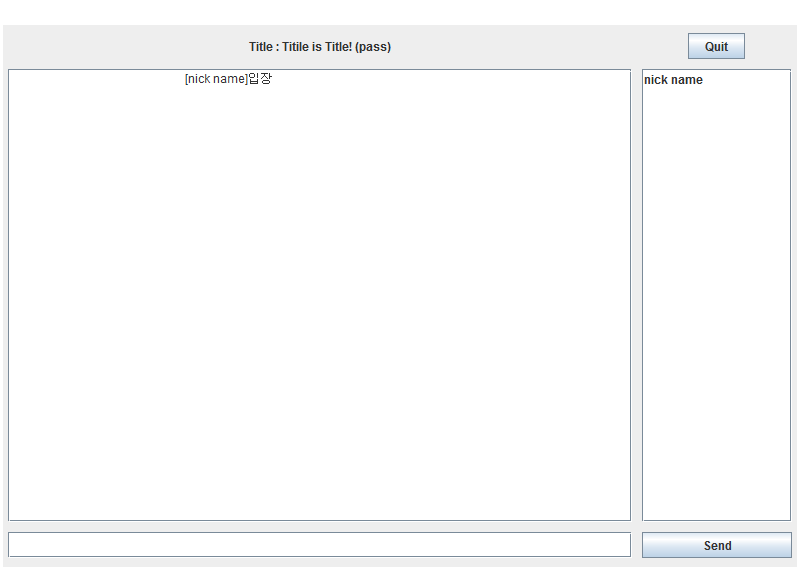 Title : Titile is Title! (pass)
Quit
[nick name]입장
nick name
Send